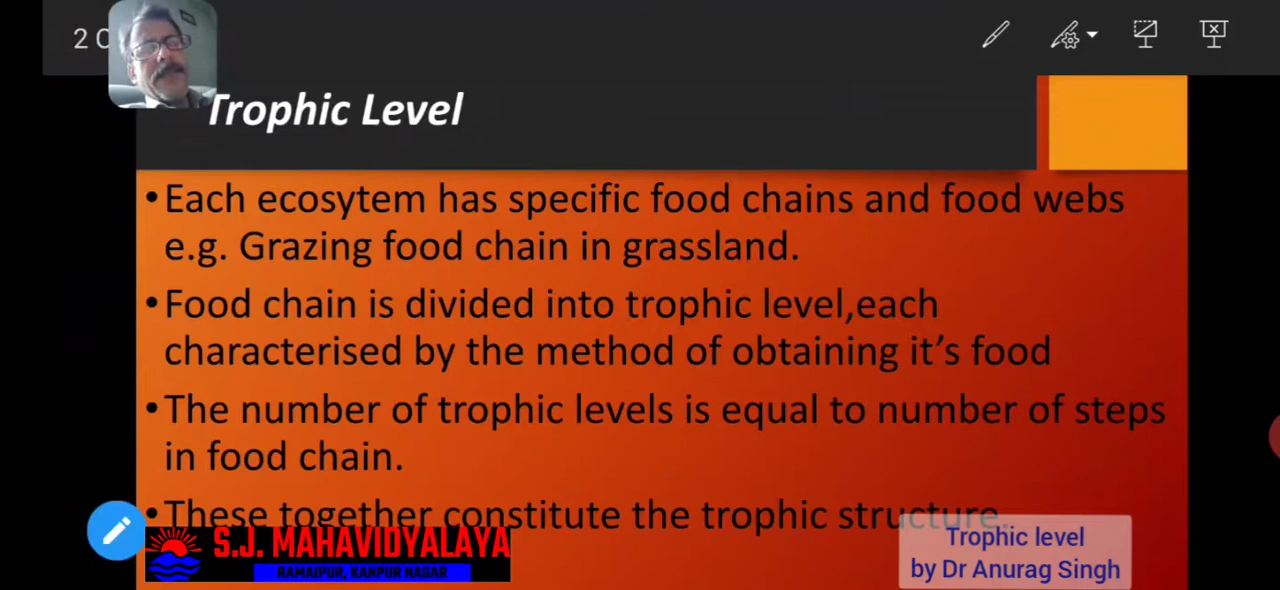 20
Trophic Level
•Each ecosytem has specific food chains and food webs
e.g. Grazing food chain in grassland.
•Food chain is divided into trophic level,each
characterised by the method of obtaining it’s food
•The number of trophic levels is equal to number of steps
in food chain.
•These together constitute the trophic structure.
S.J. MAHAVIDYALAYA
RAMAIPUR, KANPUR NAGAR
Trophic level
by Dr Anurag Singh